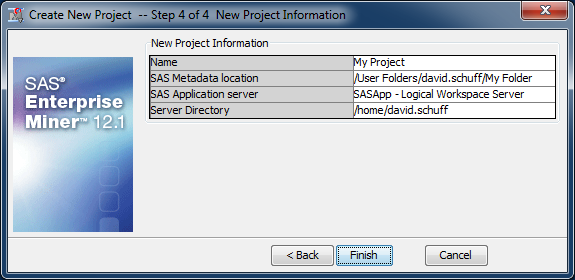 Create New Project -- Step 4 of 4 New Project Information
New Project Information
Name My Project
SAS Metadata location /User Folders/david.schuff/My Folder
SAS Application server SASApp - Logical Workspace Server
Server Directory /home/david.schuff
SAS®
Enterprise
Miner™ 12.1
< Back Finish Cancel